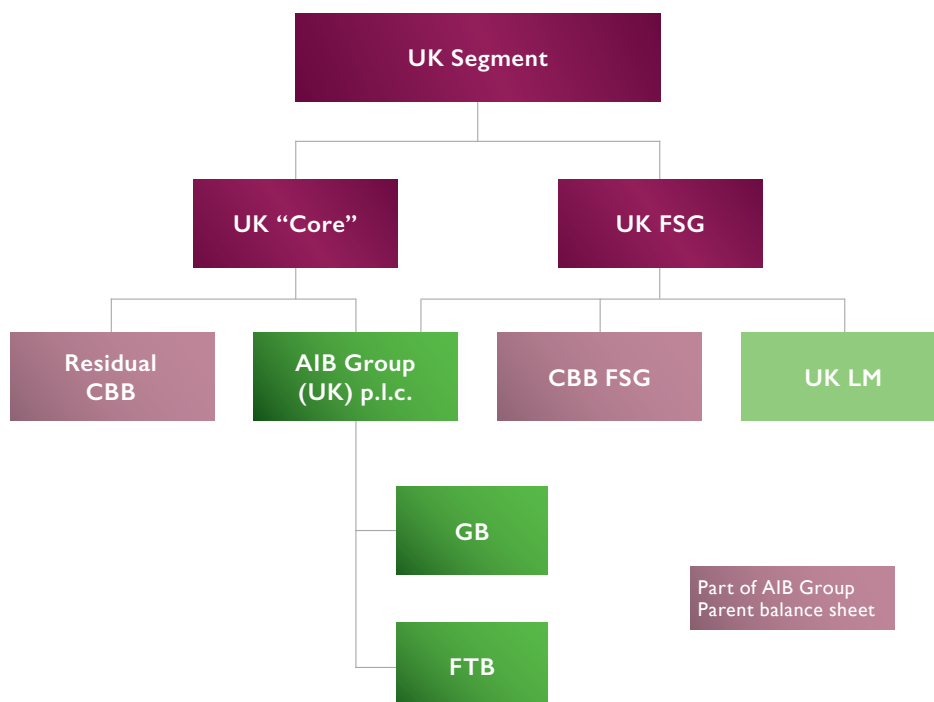 UK Segment
UK “Core”
UK FSG
Residual
CBB
AIB Group
(UK) p.l.c.
CBB FSG
UK LM
GB
Part of AIB Group
Parent balance sheet
FTB